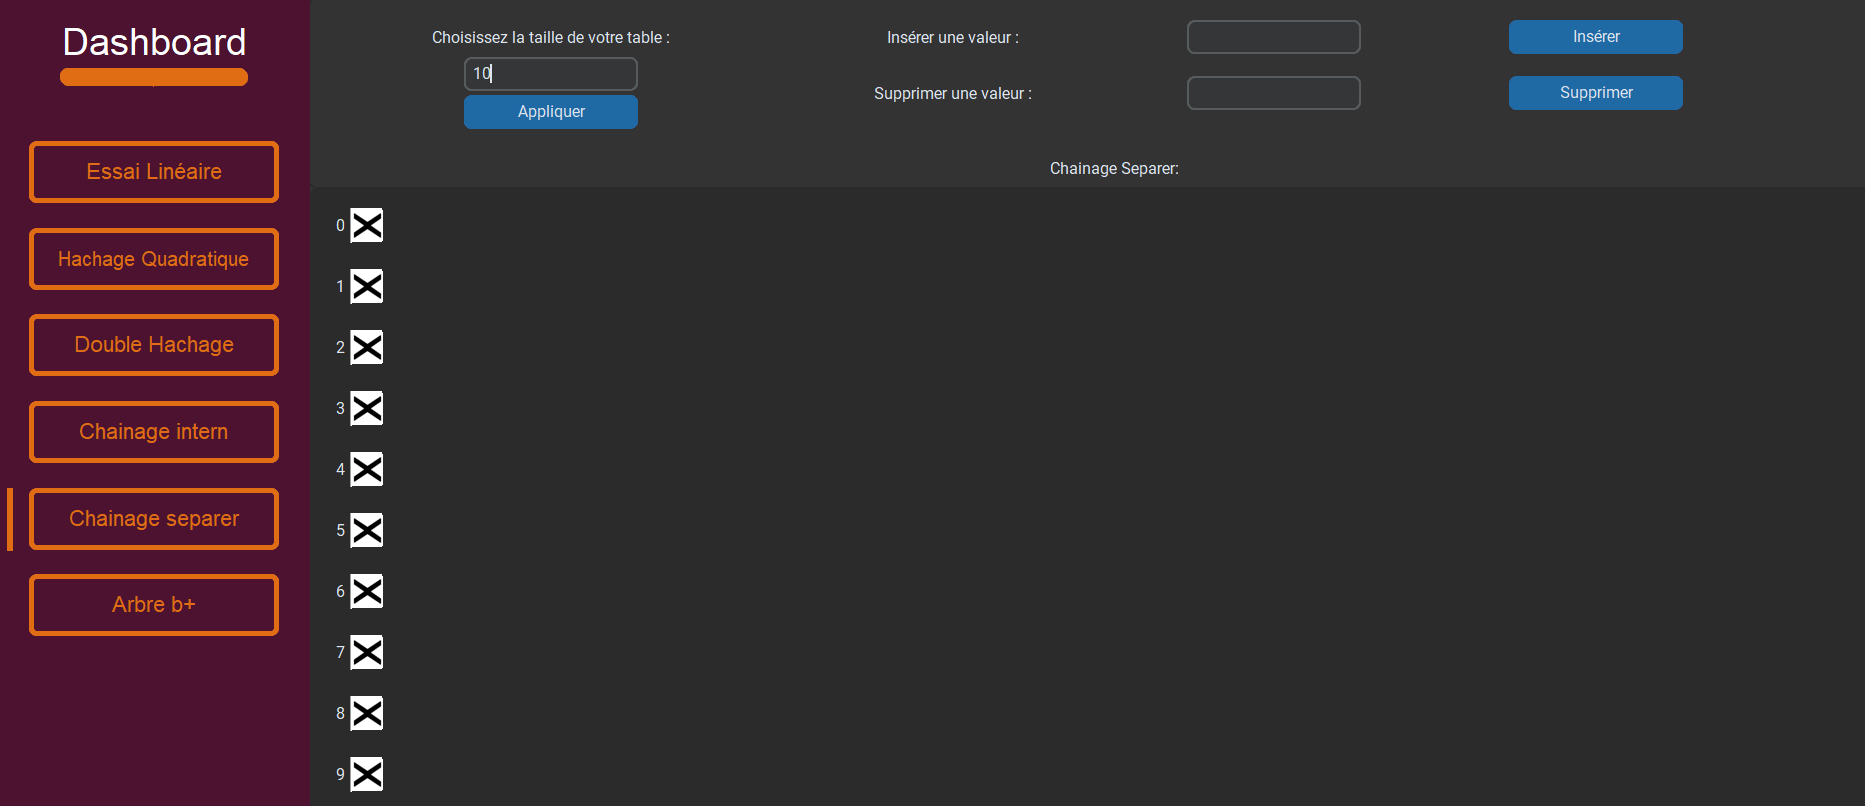 Dashboard
Essai Linéaire
Hachage Quadratique
Double Hachage
Chainage intern
Chainage separer
Arbre b+
Choisissez la taille de votre table :
10
Appliquer
Insérer une valeur :
Insérer
Supprimer une valeur :
Supprimer
Chainage Separer:
0
1
2
3
4
5
6
7
8
9